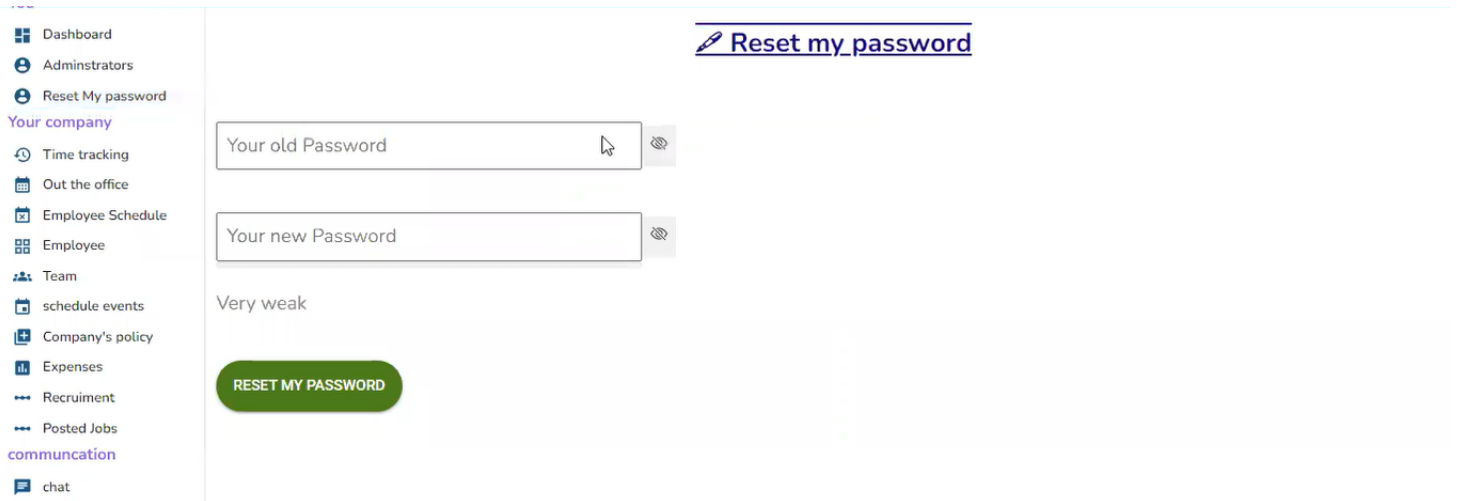 Dashboard
Adminstrators
Reset My password
Your company
Time tracking
Out the office
Employee Schedule
Employee
Team
schedule events
Company's policy
Expenses
Recruiment
Posted Jobs
communcation
chat
Reset my password
Your old Password
Your new Password
Very weak
RESET MY PASSWORD